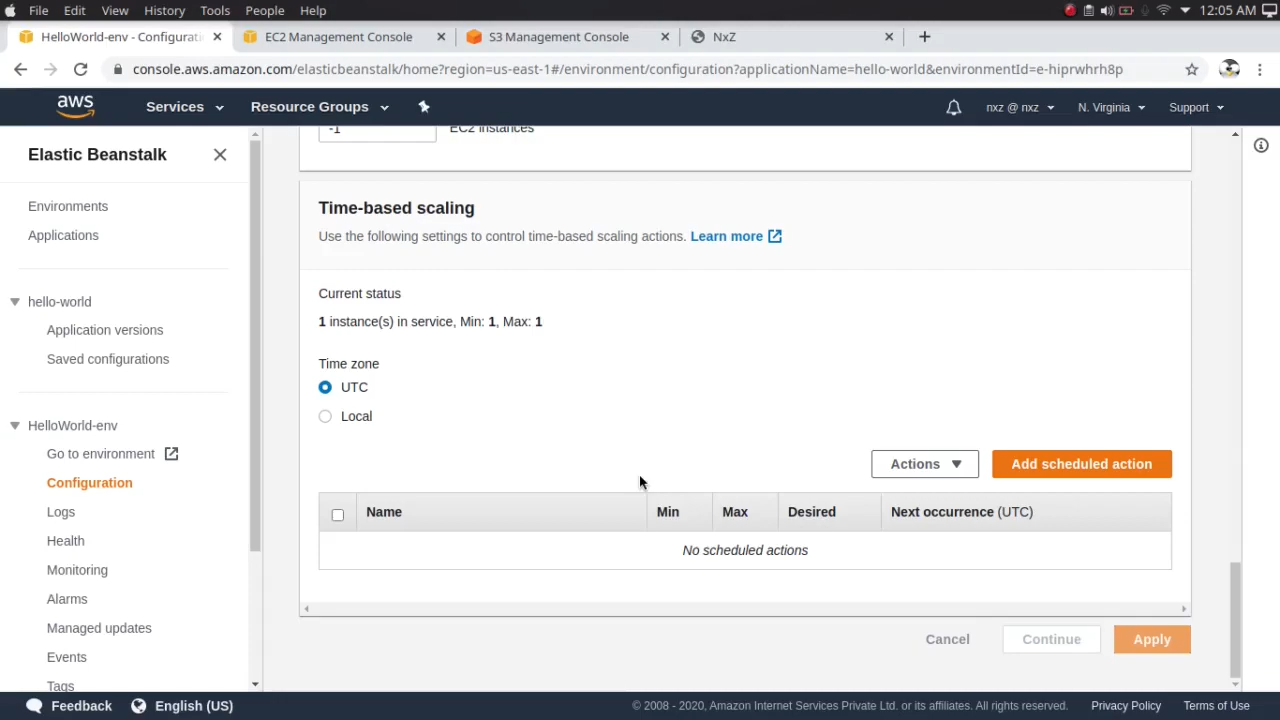 File Edit View History Tools People Help 12:05 AM
HelloWorld-env - Configurati EC2 Management Console S3 Management Console NxZ
console.aws.amazon.com/elasticbeanstalk/home?region=us-east-1#/environment/configuration?applicationName=hello-world&environmentId=e-hiprwhrh8p
aws Services Resource Groups nxz @ nxz N. Virginia Support
-1 EC2 instances
Elastic Beanstalk
Environments
Applications
hello-world
Application versions
Saved configurations
HelloWorld-env
Go to environment
Configuration
Logs
Health
Monitoring
Alarms
Managed updates
Events
Tags
Time-based scaling
Use the following settings to control time-based scaling actions. Learn more
Current status
1 instance(s) in service, Min: 1, Max: 1
Time zone
UTC
Local
Actions Add scheduled action
Name Min Max Desired Next occurrence (UTC)
No scheduled actions
Cancel Continue Apply
Feedback English (US) © 2008 - 2020, Amazon Internet Services Private Ltd. or its affiliates. All rights reserved. Privacy Policy Terms of Use